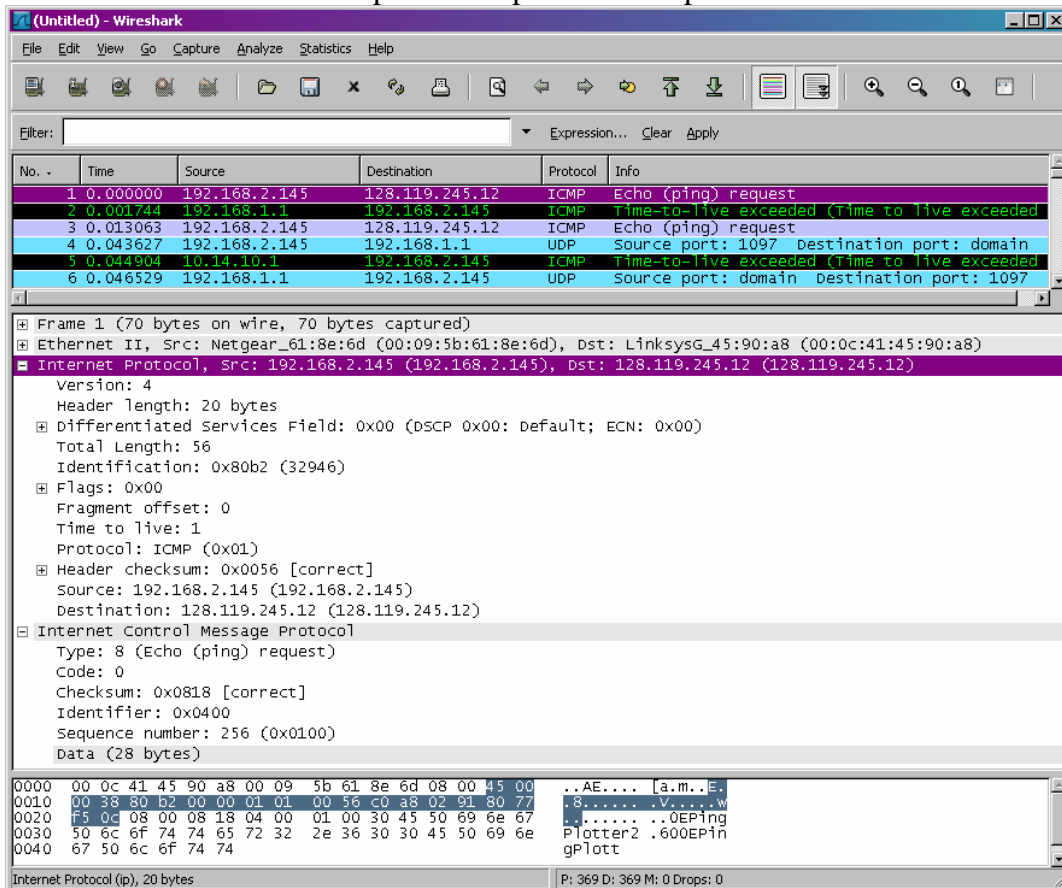 (Untitled) - Wireshark
File Edit View Go Capture Analyze Statistics Help
Filter: Expression... Clear Apply
No. - Time Source Destination Protocol Info
1 0.000000 192.168.2.145 128.119.245.12 ICMP Echo (ping) request
2 0.001744 192.168.1.1 192.168.2.145 ICMP Time-to-live exceeded (Time to live exceeded
3 0.013063 192.168.2.145 128.119.245.12 ICMP Echo (ping) request
4 0.043627 192.168.2.145 192.168.1.1 UDP Source port: 1097 Destination port: domain
5 0.044904 10.14.10.1 192.168.2.145 ICMP Time-to-live exceeded (Time to live exceeded
6 0.046529 192.168.1.1 192.168.2.145 UDP Source port: domain Destination port: 1097
Frame 1 (70 bytes on wire, 70 bytes captured)
Ethernet II, Src: Netgear_61:8e:6d (00:09:5b:61:8e:6d), Dst: LinksysG_45:90:a8 (00:0c:41:45:90:a8)
Internet Protocol, Src: 192.168.2.145 (192.168.2.145), Dst: 128.119.245.12 (128.119.245.12)
Version: 4
Header length: 20 bytes
Differentiated Services Field: 0x00 (DSCP 0x00: Default; ECN: 0x00)
Total Length: 56
Identification: 0x80b2 (32946)
Flags: 0x00
Fragment offset: 0
Time to live: 1
Protocol: ICMP (0x01)
Header checksum: 0x0056 [correct]
Source: 192.168.2.145 (192.168.2.145)
Destination: 128.119.245.12 (128.119.245.12)
Internet Control Message Protocol
Type: 8 (Echo (ping) request)
Code: 0
Checksum: 0x0818 [correct]
Identifier: 0x0400
Sequence number: 256 (0x0100)
Data (28 bytes)
0000 00 0c 41 45 90 a8 00 09 5b 61 8e 6d 08 00 45 00 ..AE.... [a.m..E.
0010 00 38 80 b2 00 00 01 01 00 56 c0 a8 02 91 80 77 .8...... .V.....w
0020 f5 0c 08 00 08 18 04 00 01 00 30 45 50 69 6e 67 ........ ..0EPing
0030 50 6c 6f 74 74 65 72 32 2e 36 30 30 45 50 69 6e Plotter2 .600EPin
0040 67 50 6c 6f 74 74 gPlott
Internet Protocol (ip), 20 bytes P: 369 D: 369 M: 0 Drops: 0